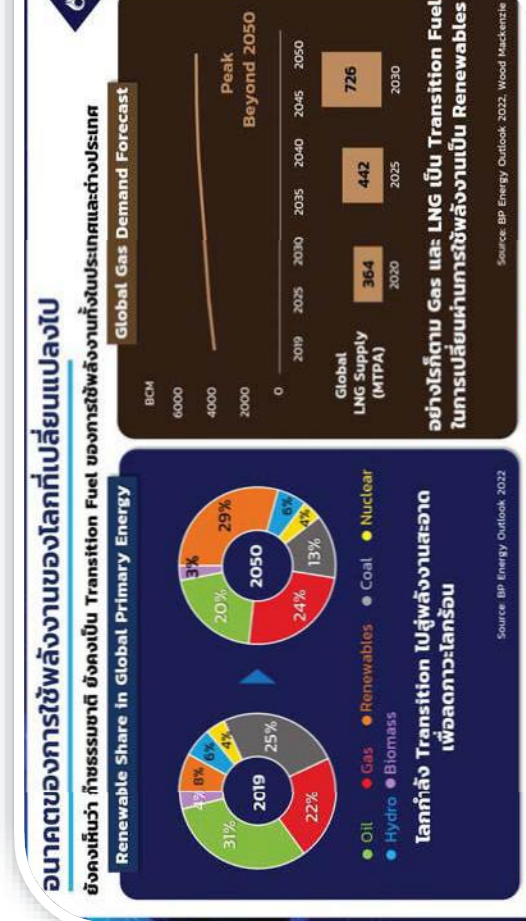 อนาคตของการใช้พลังงานของโลกที่เปลี่ยนแปลงไป
ยังคงเห็นว่า ก๊าซธรรมชาติ ยังคงเป็น Transition Fuel ของการใช้พลังงานทั้งในประเทศและต่างประเทศ
Renewable Share in Global Primary Energy
4%
8%
6%
4%
25%
22%
31%
2019
3%
29%
6%
4%
13%
24%
20%
2050
Oil Gas Renewables Coal Nuclear
Hydro Biomass
โลกกำลัง Transition ไปสู่พลังงานสะอาด
เพื่อลดภาวะโลกร้อน
Source: BP Energy Outlook 2022
Global Gas Demand Forecast
BCM
6000
4000
2000
0
Peak
Beyond 2050
2019 2025 2030 2035 2040 2045 2050
Global
LNG Supply
(MTPA)
364 442 726
2020 2025 2030
อย่างไรก็ตาม Gas และ LNG เป็น Transition Fuel
ในการเปลี่ยนผ่านการใช้พลังงานเป็น Renewables
Source: BP Energy Outlook 2022, Wood Mackenzie